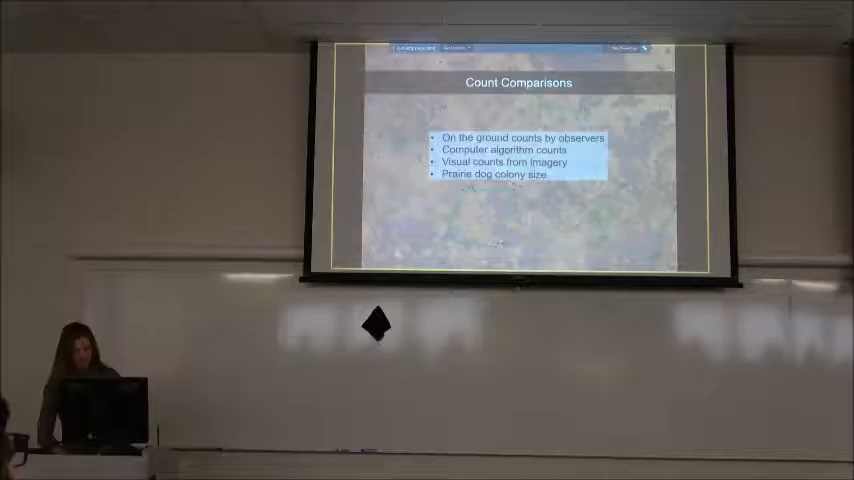 Count Comparisons
• On the ground counts by observers
• Computer algorithm counts
• Visual counts from Imagery
• Prairie dog colony size